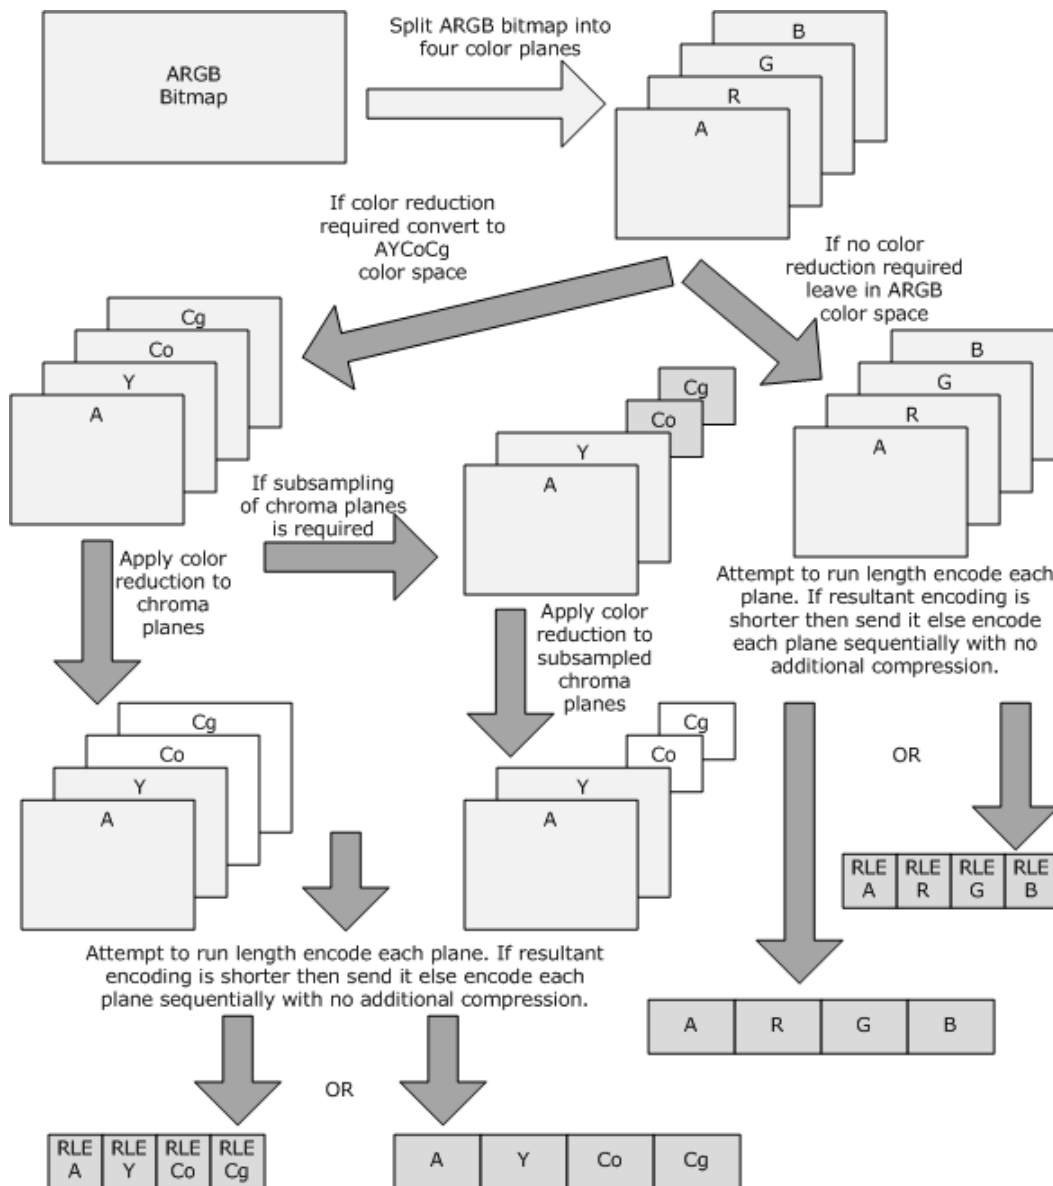 ARGB
Bitmap
Split ARGB bitmap into
four color planes
B
G
R
A
If color reduction
required convert to
AYCoCg
color space
If no color
reduction required
leave in ARGB
color space
Cg
Co
Y
A
Cg
Co
Y
A
B
G
R
A
If subsampling
of chroma planes
is required
Apply color
reduction to
chroma
planes
Apply color
reduction to
subsampled
chroma
planes
Attempt to run length encode each
plane. If resultant encoding is
shorter then send it else encode
each plane sequentially with no
additional compression.
Cg
Co
Y
A
Cg
Co
Y
A
OR
RLE
A
RLE
R
RLE
G
RLE
B
Attempt to run length encode each plane. If resultant
encoding is shorter then send it else encode each
plane sequentially with no additional compression.
A
R
G
B
OR
RLE
A
RLE
Y
RLE
Co
RLE
Cg
A
Y
Co
Cg